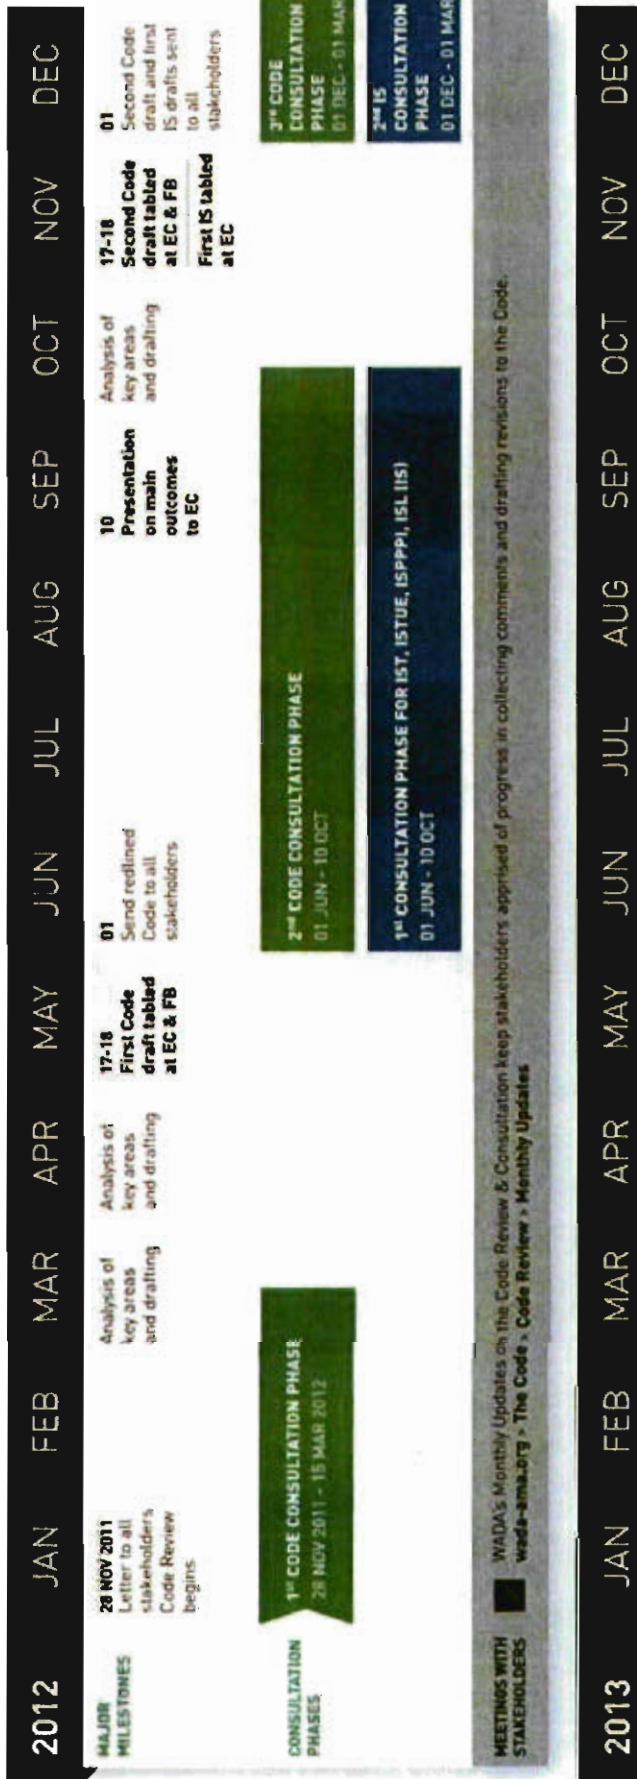 2012 JAN FEB MAR APR MAY JUN JUL AUG SEP OCT NOV DEC
MAJOR
MILESTONES
28 NOV 2011
Letter to all
stakeholders
Code Review
begins
Analysis of
key areas
and drafting
Analysis of
key areas
and drafting
17-18
First Code
draft tabled
at EC & FB
01
Send redlined
Code to all
stakeholders
10
Presentation
on main
outcomes
to EC
Analysis of
key areas
and drafting
17-18
Second Code
draft tabled
at EC & FB
First IS tabled
at EC
01
Second Code
draft and first
IS drafts sent
to all
stakeholders
CONSULTATION
PHASES
1st CODE CONSULTATION PHASE
28 NOV 2011 - 15 MAR 2012
2nd CODE CONSULTATION PHASE
01 JUN - 10 OCT
3rd CODE
CONSULTATION
PHASE
01 DEC - 01 MAR
1st CONSULTATION PHASE FOR IST, ISTUE, ISPPPI, ISL (IS)
01 JUN - 10 OCT
2nd IS
CONSULTATION
PHASE
01 DEC - 01 MAR
MEETINGS WITH
STAKEHOLDERS
WADA's Monthly Updates on the Code Review & Consultation keep stakeholders apprised of progress in collecting comments and drafting revisions to the Code.
wada-ama.org > The Code > Code Review > Monthly Updates
2013 JAN FEB MAR APR MAY JUN JUL AUG SEP OCT NOV DEC